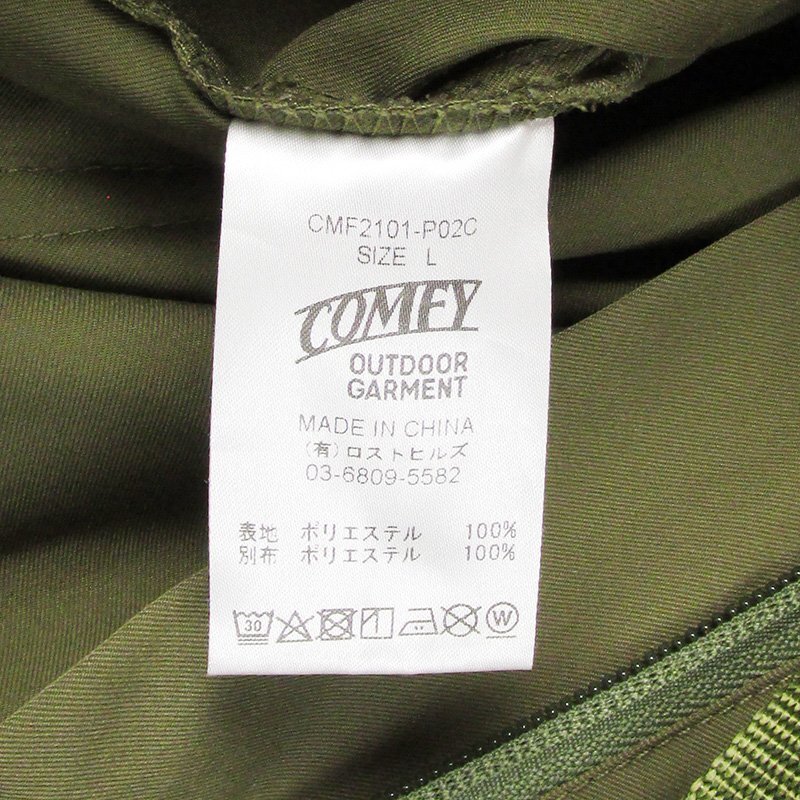 CMF2101-P02C
SIZE L
COMFY
OUTDOOR
GARMENT
MADE IN CHINA
(有)ロストヒルズ
03-6809-5582
表地 ポリエステル 100%
別布 ポリエステル 100%
30 W